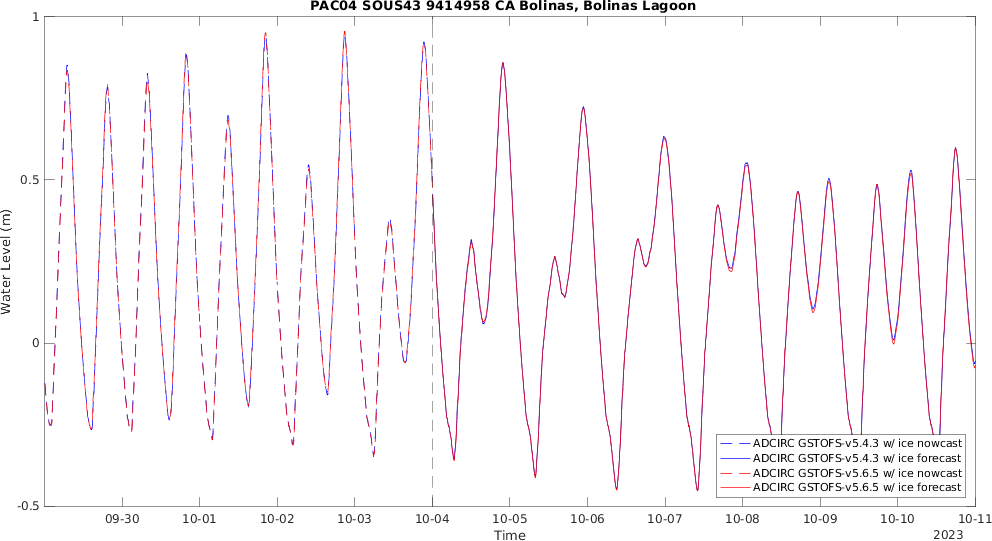 PAC04 SOUS43 9414958 CA Bolinas, Bolinas Lagoon
1
0.5
0
-0.5
Water Level (m)
09-30 10-01 10-02 10-03 10-04 10-05 10-06 10-07 10-08 10-09 10-10 10-11
Time
2023
ADCIRC GSTOFS-v5.4.3 w/ ice nowcast
ADCIRC GSTOFS-v5.4.3 w/ ice forecast
ADCIRC GSTOFS-v5.6.5 w/ ice nowcast
ADCIRC GSTOFS-v5.6.5 w/ ice forecast